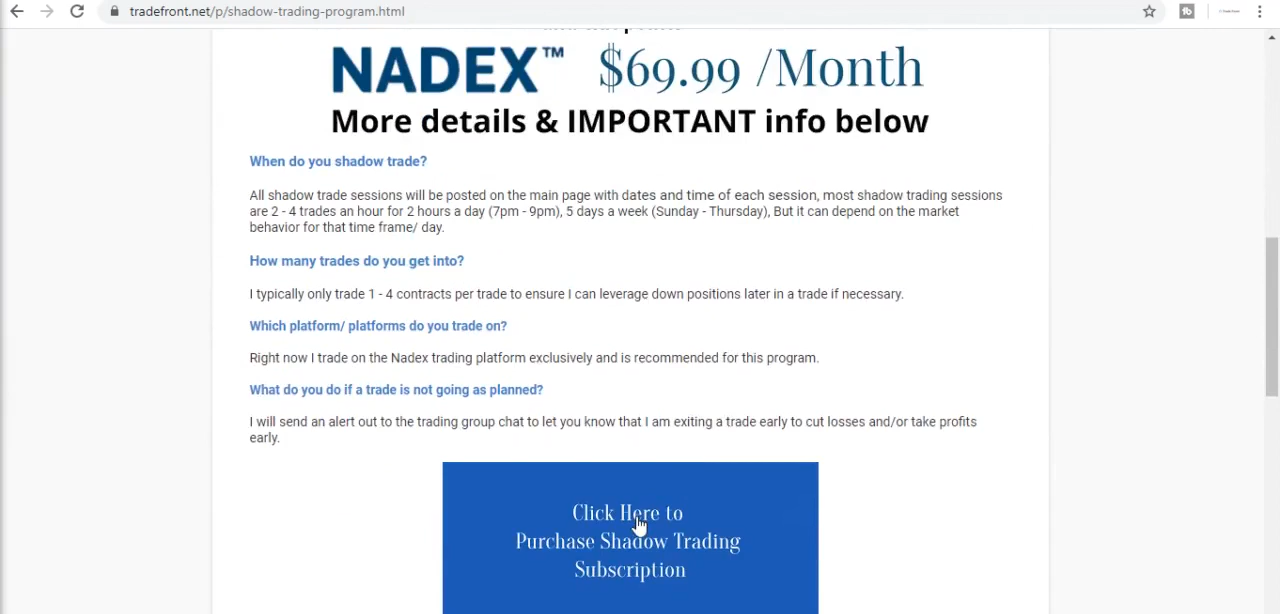 tradefront.net/p/shadow-trading-program.html
NADEX™ $69.99 /Month
More details & IMPORTANT info below
When do you shadow trade?
All shadow trade sessions will be posted on the main page with dates and time of each session, most shadow trading sessions
are 2 - 4 trades an hour for 2 hours a day (7pm - 9pm), 5 days a week (Sunday - Thursday), But it can depend on the market
behavior for that time frame/ day.
How many trades do you get into?
I typically only trade 1 - 4 contracts per trade to ensure I can leverage down positions later in a trade if necessary.
Which platform/ platforms do you trade on?
Right now I trade on the Nadex trading platform exclusively and is recommended for this program.
What do you do if a trade is not going as planned?
I will send an alert out to the trading group chat to let you know that I am exiting a trade early to cut losses and/or take profits
early.
Click Here to
Purchase Shadow Trading
Subscription